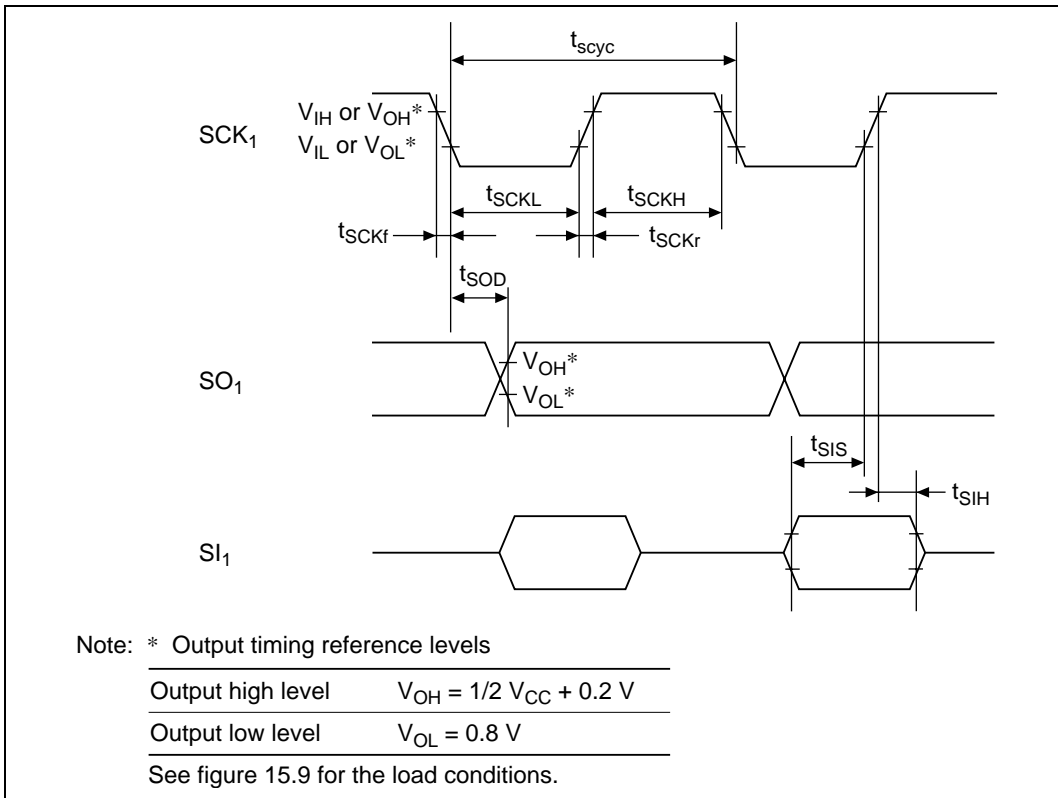 t_scyc
V_IH or V_OH*
SCK_1
V_IL or V_OL*
t_SCKL
t_SCKH
t_SCKf
t_SCKr
t_SOD
V_OH*
SO_1
V_OL*
t_SIS
t_SIH
SI_1
Note: * Output timing reference levels
Output high level V_OH = 1/2 V_CC + 0.2 V
Output low level V_OL = 0.8 V
See figure 15.9 for the load conditions.